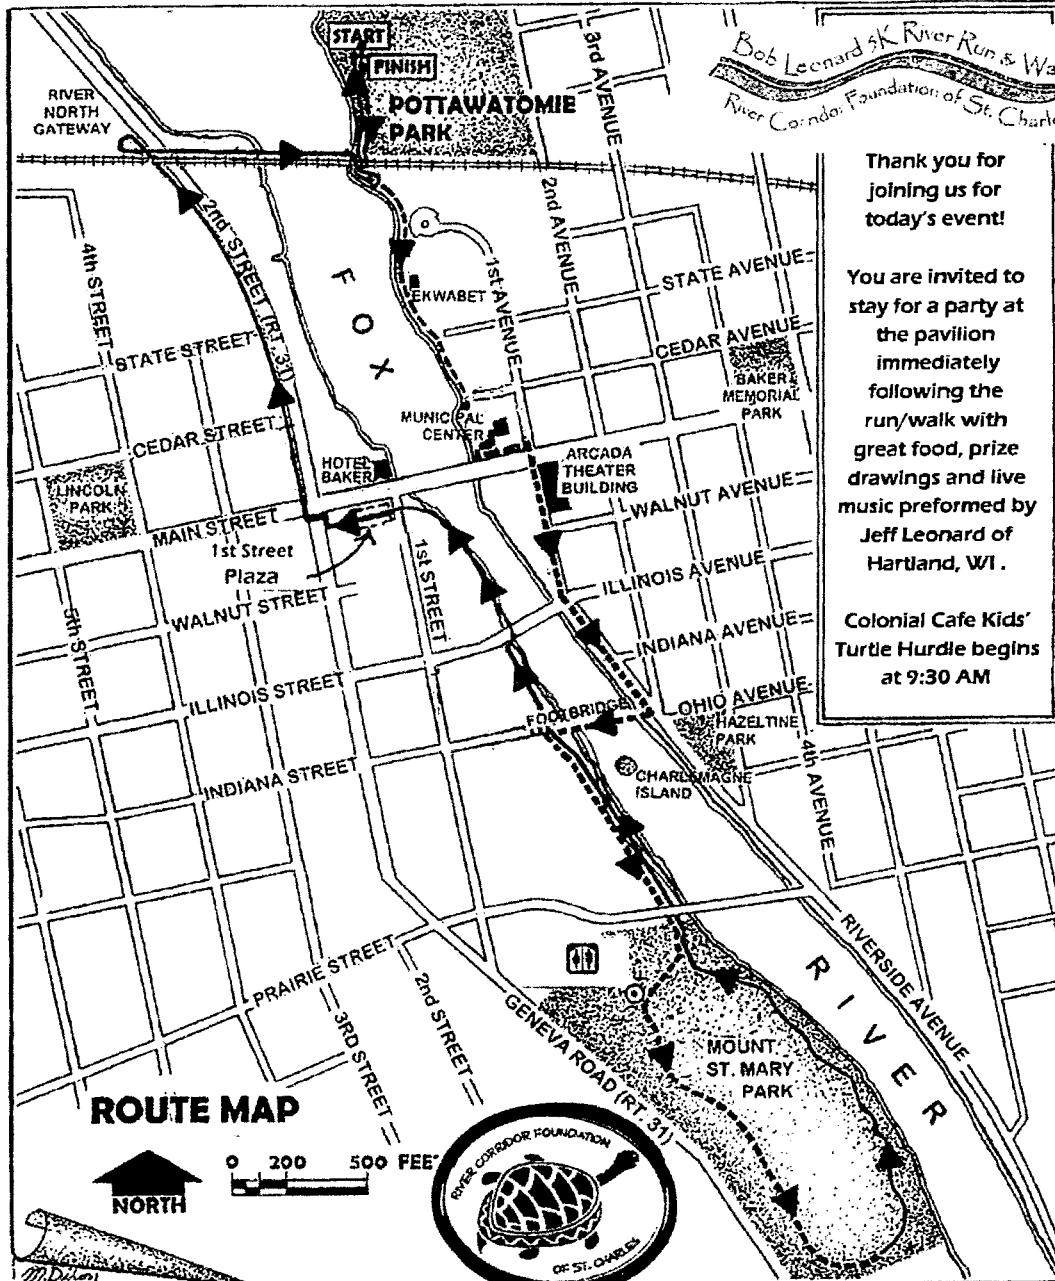 START
FINISH
POTTAWATOMIE
PARK
RIVER
NORTH
GATEWAY
3rd AVENUE
2nd AVENUE
1st AVENUE
Bob Leonard 5K River Run & Wa
River Corridor Foundation of St. Charle
Thank you for
joining us for
today's event!
You are invited to
stay for a party at
the pavilion
immediately
following the
run/walk with
great food, prize
drawings and live
music preformed by
Jeff Leonard of
Hartland, WI .
Colonial Cafe Kids'
Turtle Hurdle begins
at 9:30 AM
4th STREET
2nd STREET (RT. 31)
FOX
EKWABET
STATE AVENUE
CEDAR AVENUE
BAKER
MEMORIAL
PARK
STATE STREET
CEDAR STREET
MUNICIPAL
CENTER
HOTEL
BAKER
ARCADA
THEATER
BUILDING
WALNUT AVENUE
LINCOLN
PARK
MAIN STREET
1st Street
Plaza
1st STREET
ILLINOIS AVENUE
WALNUT STREET
INDIANA AVENUE
5th STREET
ILLINOIS STREET
FOOTBRIDGE
OHIO AVENUE
HAZELTINE
PARK
INDIANA STREET
CHARLEMAGNE
ISLAND
4th AVENUE
PRAIRIE STREET
2nd STREET
3RD STREET
GENEVA ROAD (RT. 31)
RIVER
RIVERSIDE AVENUE
MOUNT
ST. MARY
PARK
ROUTE MAP
NORTH
0 200 500 FEET
RIVER CORRIDOR FOUNDATION
OF ST. CHARLES